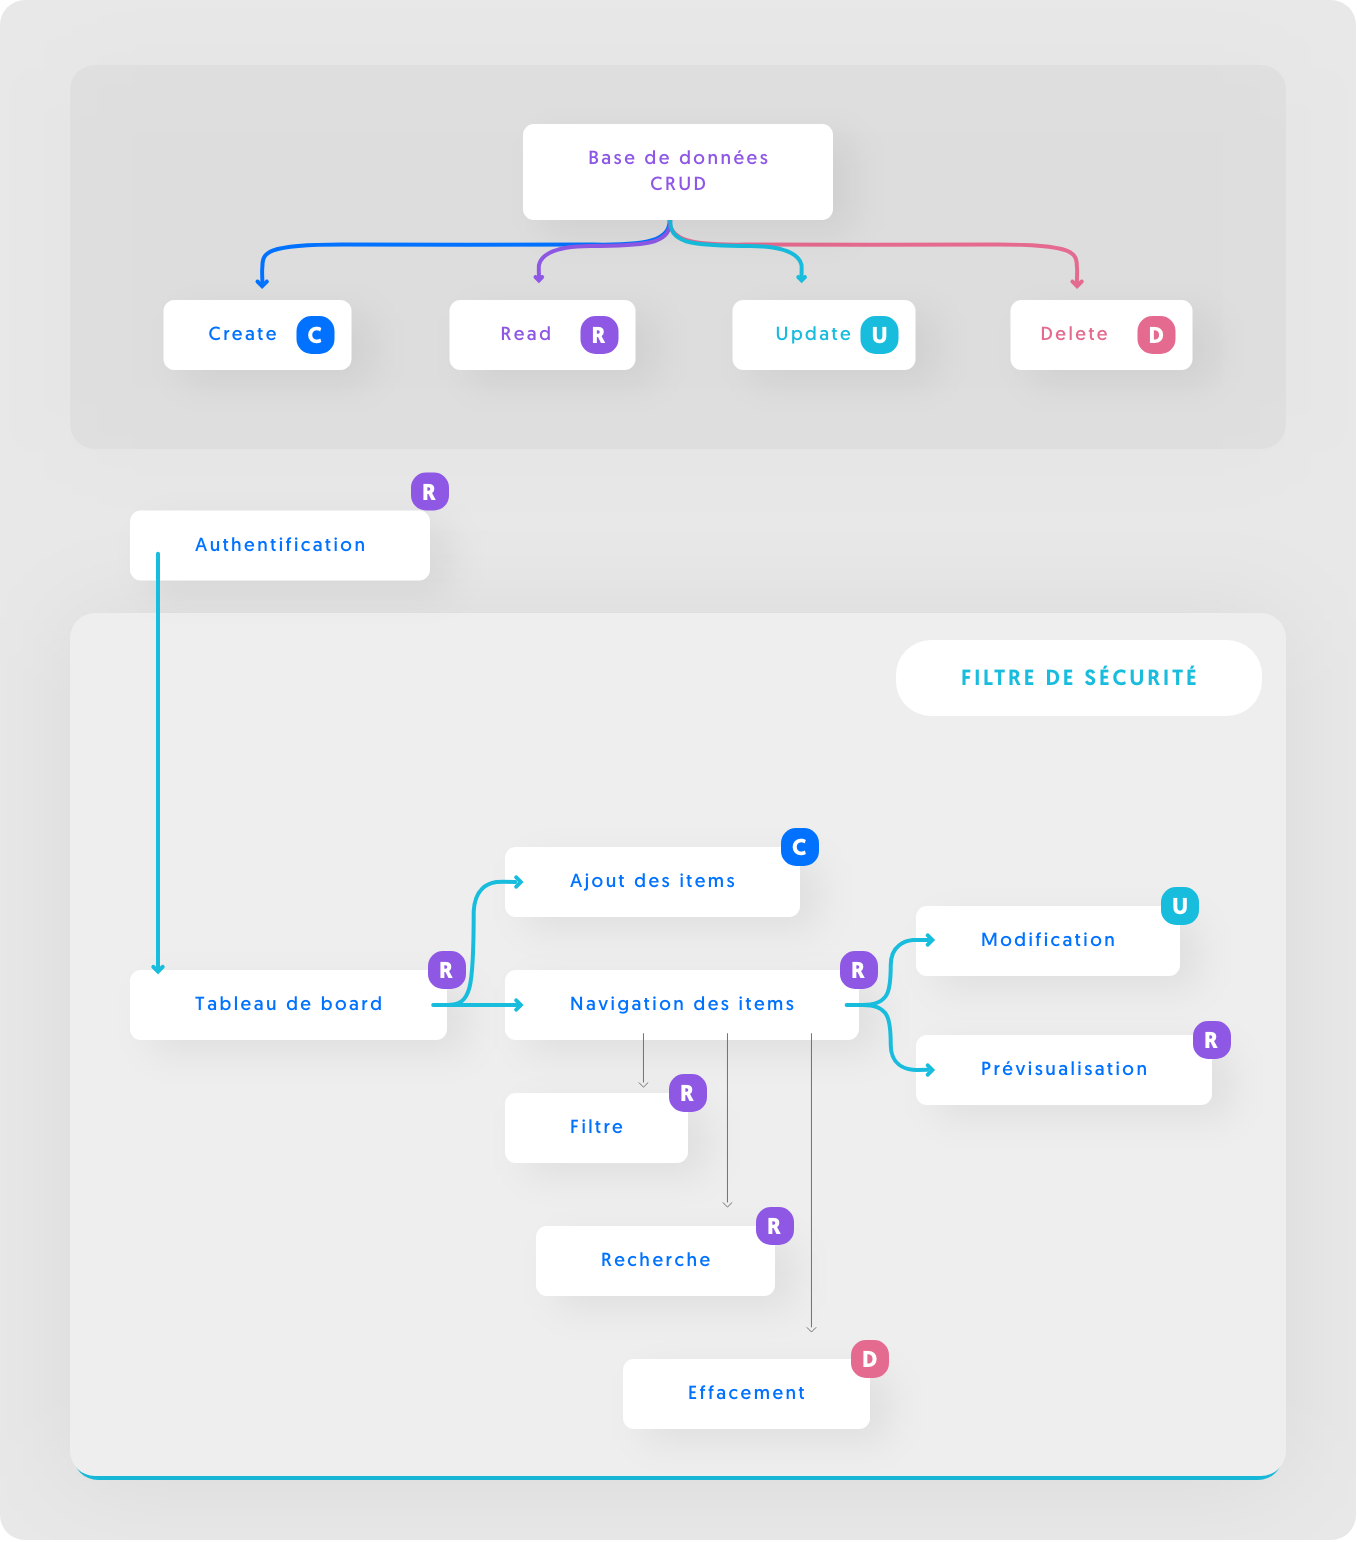 Base de données
CRUD
Create C
Read R
Update U
Delete D
R
Authentification
FILTRE DE SÉCURITÉ
C
Ajout des items
U
Modification
R
Tableau de board
R
Navigation des items
R
Prévisualisation
R
Filtre
R
Recherche
D
Effacement